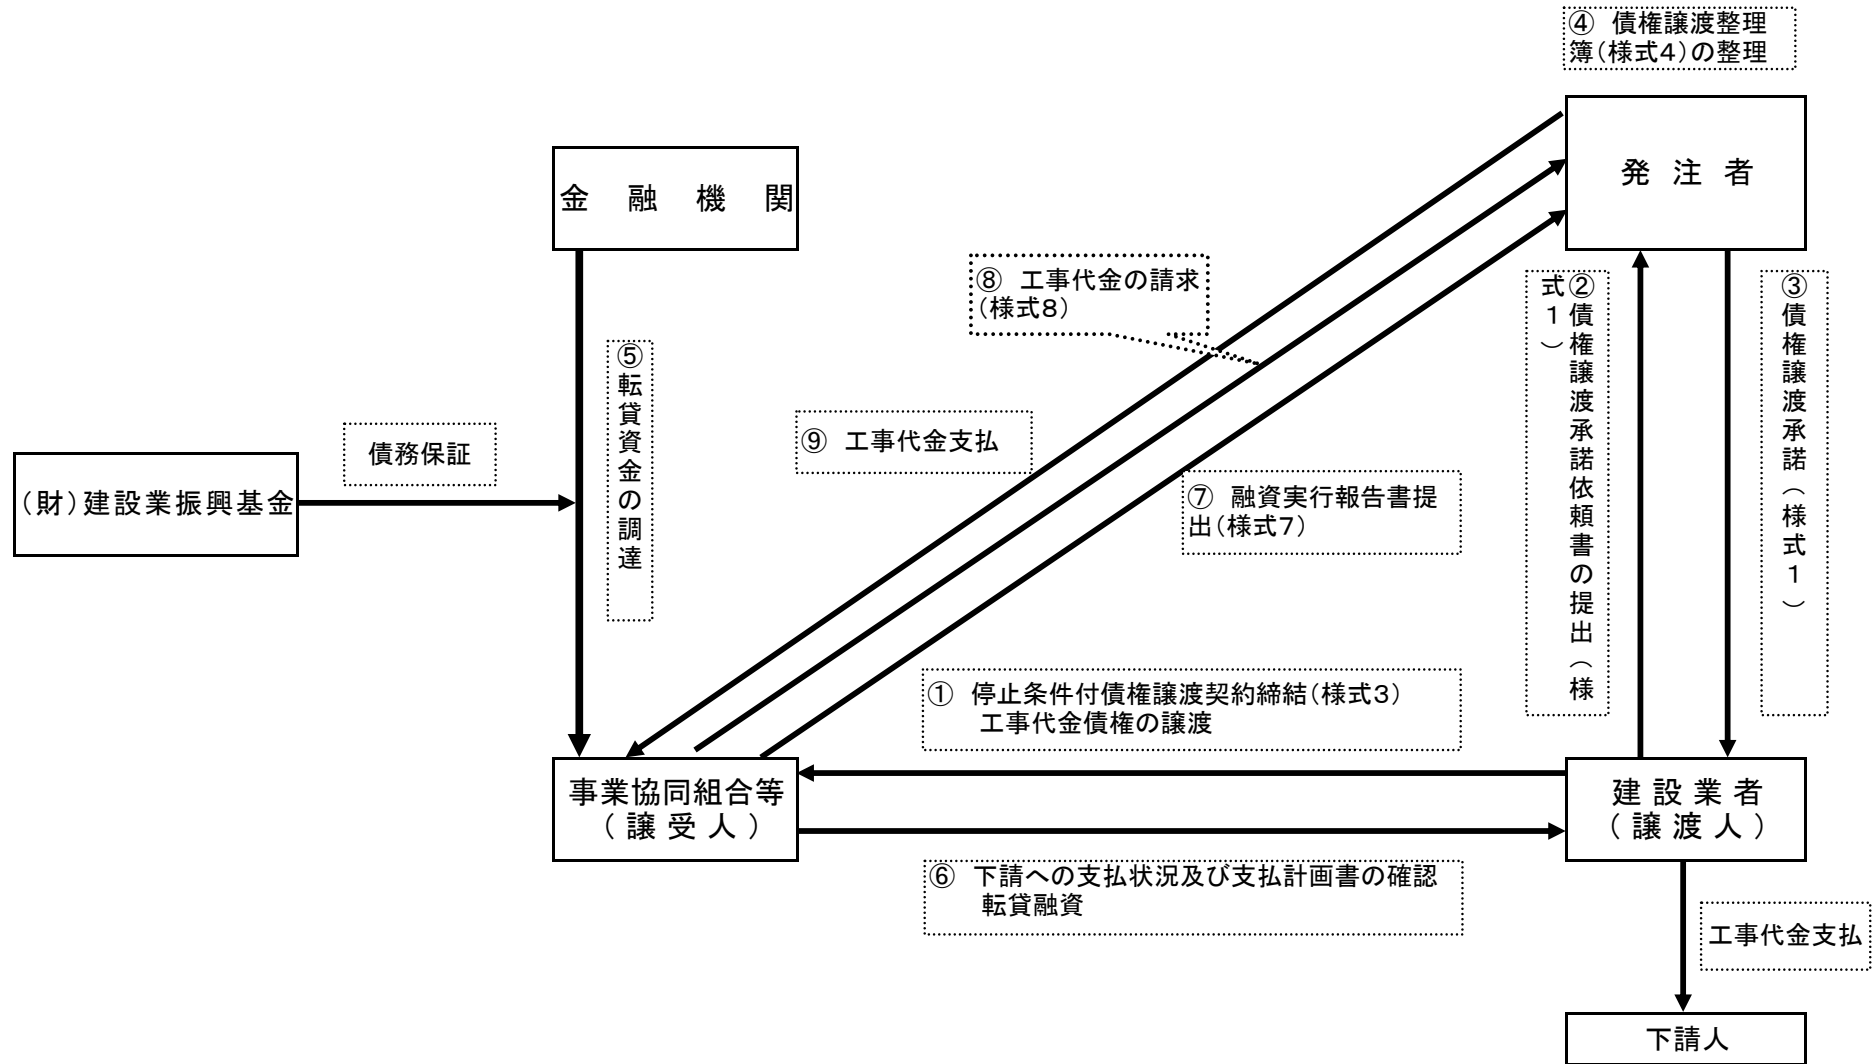 ④ 債権譲渡整理
簿(様式4)の整理
発 注 者
金 融 機 関
⑧ 工事代金の請求
(様式8)
②債権譲渡承諾依頼書の提出(様
式1)
③債権譲渡承諾(様式1)
⑤転貸資金の調達
⑨ 工事代金支払
債務保証
(財)建設業振興基金
⑦ 融資実行報告書提
出(様式7)
① 停止条件付債権譲渡契約締結(様式3)
工事代金債権の譲渡
事業協同組合等
(譲受人)
建設業者
(譲渡人)
⑥ 下請への支払状況及び支払計画書の確認
転貸融資
工事代金支払
下請人